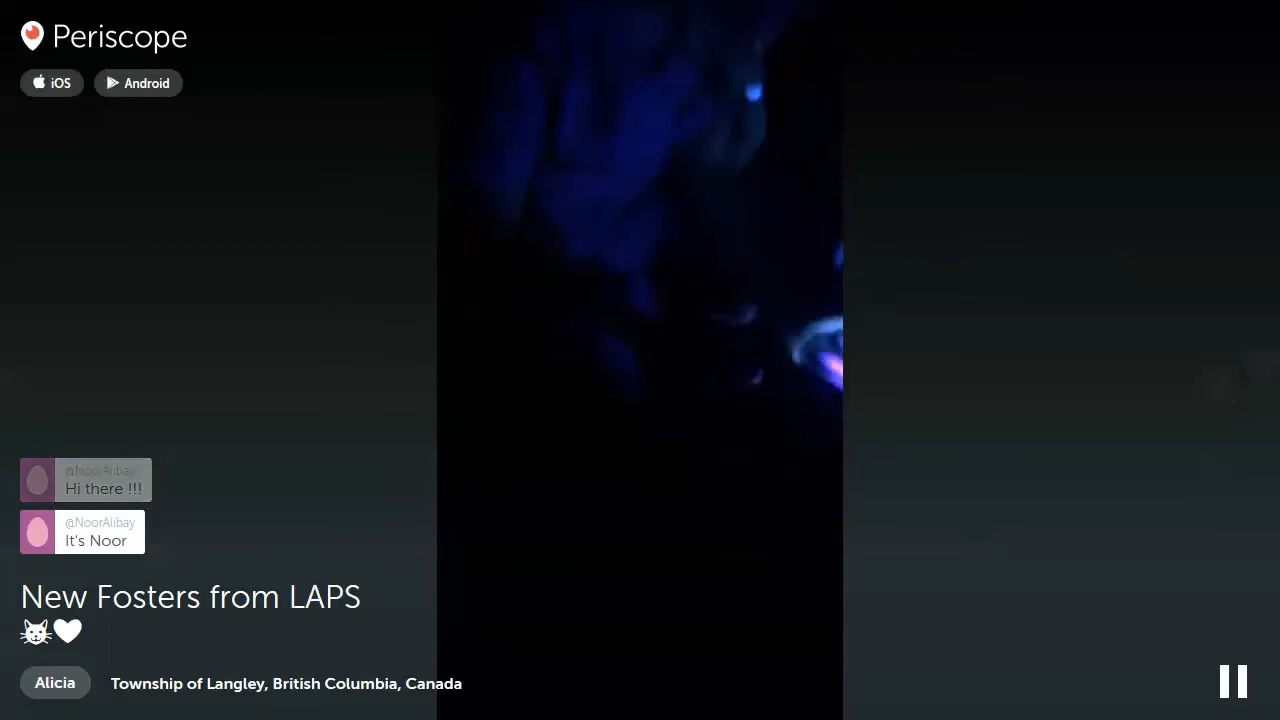 Periscope
iOS
Android
@NoorAlibay
Hi there !!!
@NoorAlibay
It's Noor
New Fosters from LAPS
🐱🤍
Alicia
Township of Langley, British Columbia, Canada